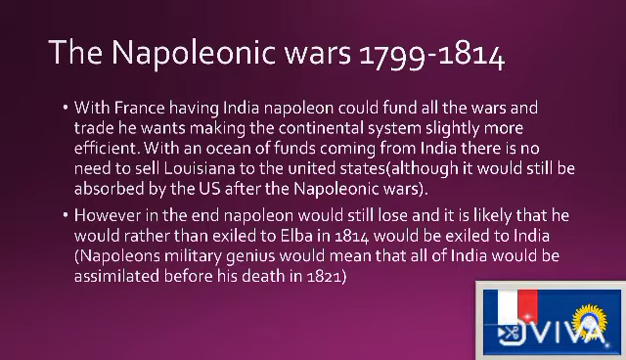 The Napoleonic wars 1799-1814
• With France having India napoleon could fund all the wars and
trade he wants making the continental system slightly more
efficient. With an ocean of funds coming from India there is no
need to sell Louisiana to the united states(although it would still be
absorbed by the US after the Napoleonic wars).
• However in the end napoleon would still lose and it is likely that he
would rather than exiled to Elba in 1814 would be exiled to India
(Napoleons military genius would mean that all of India would be
assimilated before his death in 1821)
VIVA